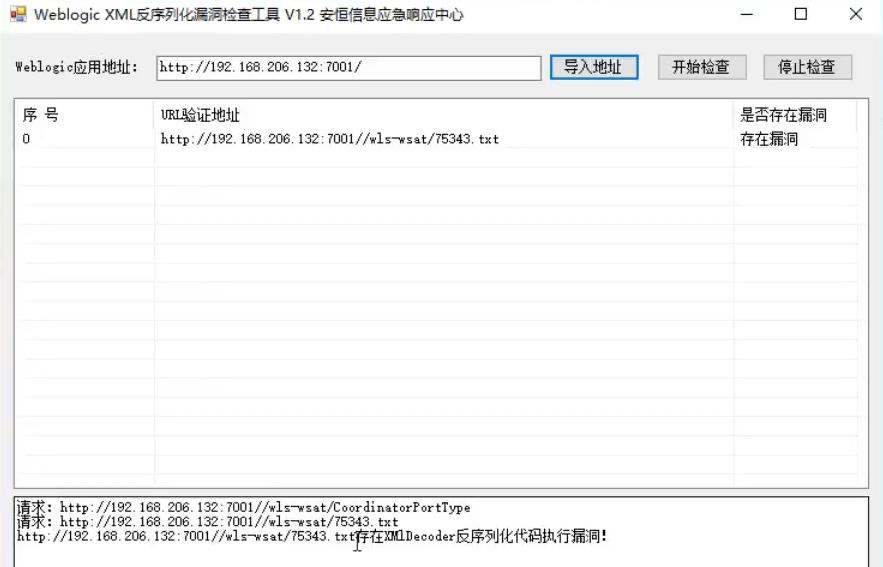 Weblogic XML反序列化漏洞检查工具 V1.2 安恒信息应急响应中心
Weblogic应用地址: http://192.168.206.132:7001/ 导入地址 开始检查 停止检查
序 号 URL验证地址 是否存在漏洞
0 http://192.168.206.132:7001//wls-wsat/75343.txt 存在漏洞
请求: http://192.168.206.132:7001//wls-wsat/CoordinatorPortType
请求: http://192.168.206.132:7001//wls-wsat/75343.txt
http://192.168.206.132:7001//wls-wsat/75343.txt存在XMlDecoder反序列化代码执行漏洞!